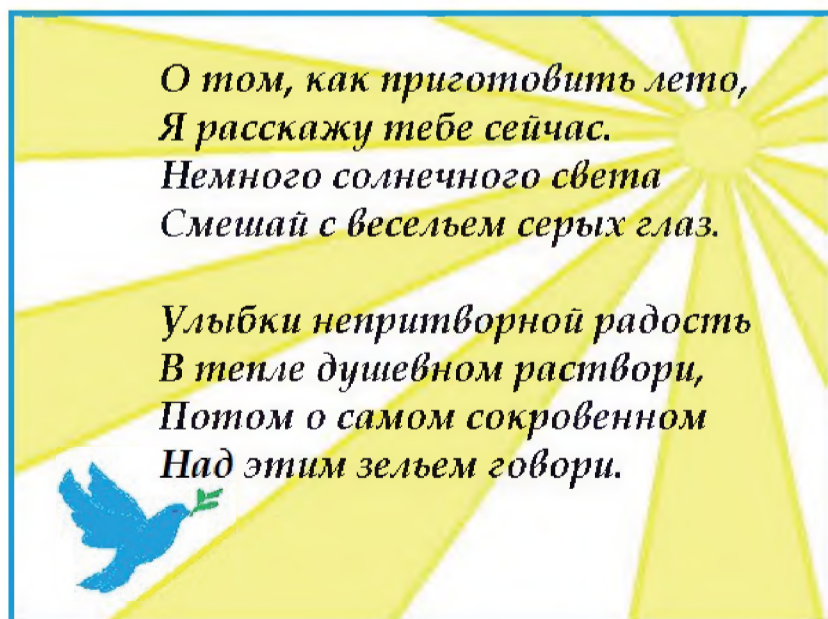 О том, как приготовить лето,
Я расскажу тебе сейчас.
Немного солнечного света
Смешай с весельем серых глаз.
Улыбки непритворной радость
В тепле душевном раствори,
Потом о самом сокровенном
Над этим зельем говори.